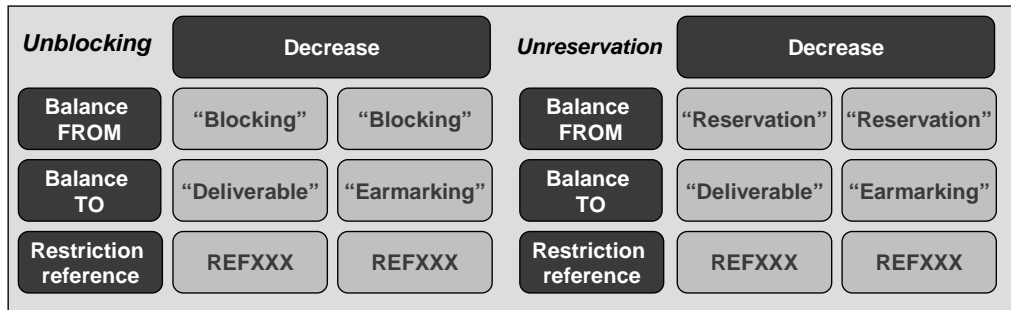 Unblocking Decrease
Balance FROM “Blocking” “Blocking”
Balance TO “Deliverable” “Earmarking”
Restriction reference REFXXX REFXXX
Unreservation Decrease
Balance FROM “Reservation” “Reservation”
Balance TO “Deliverable” “Earmarking”
Restriction reference REFXXX REFXXX